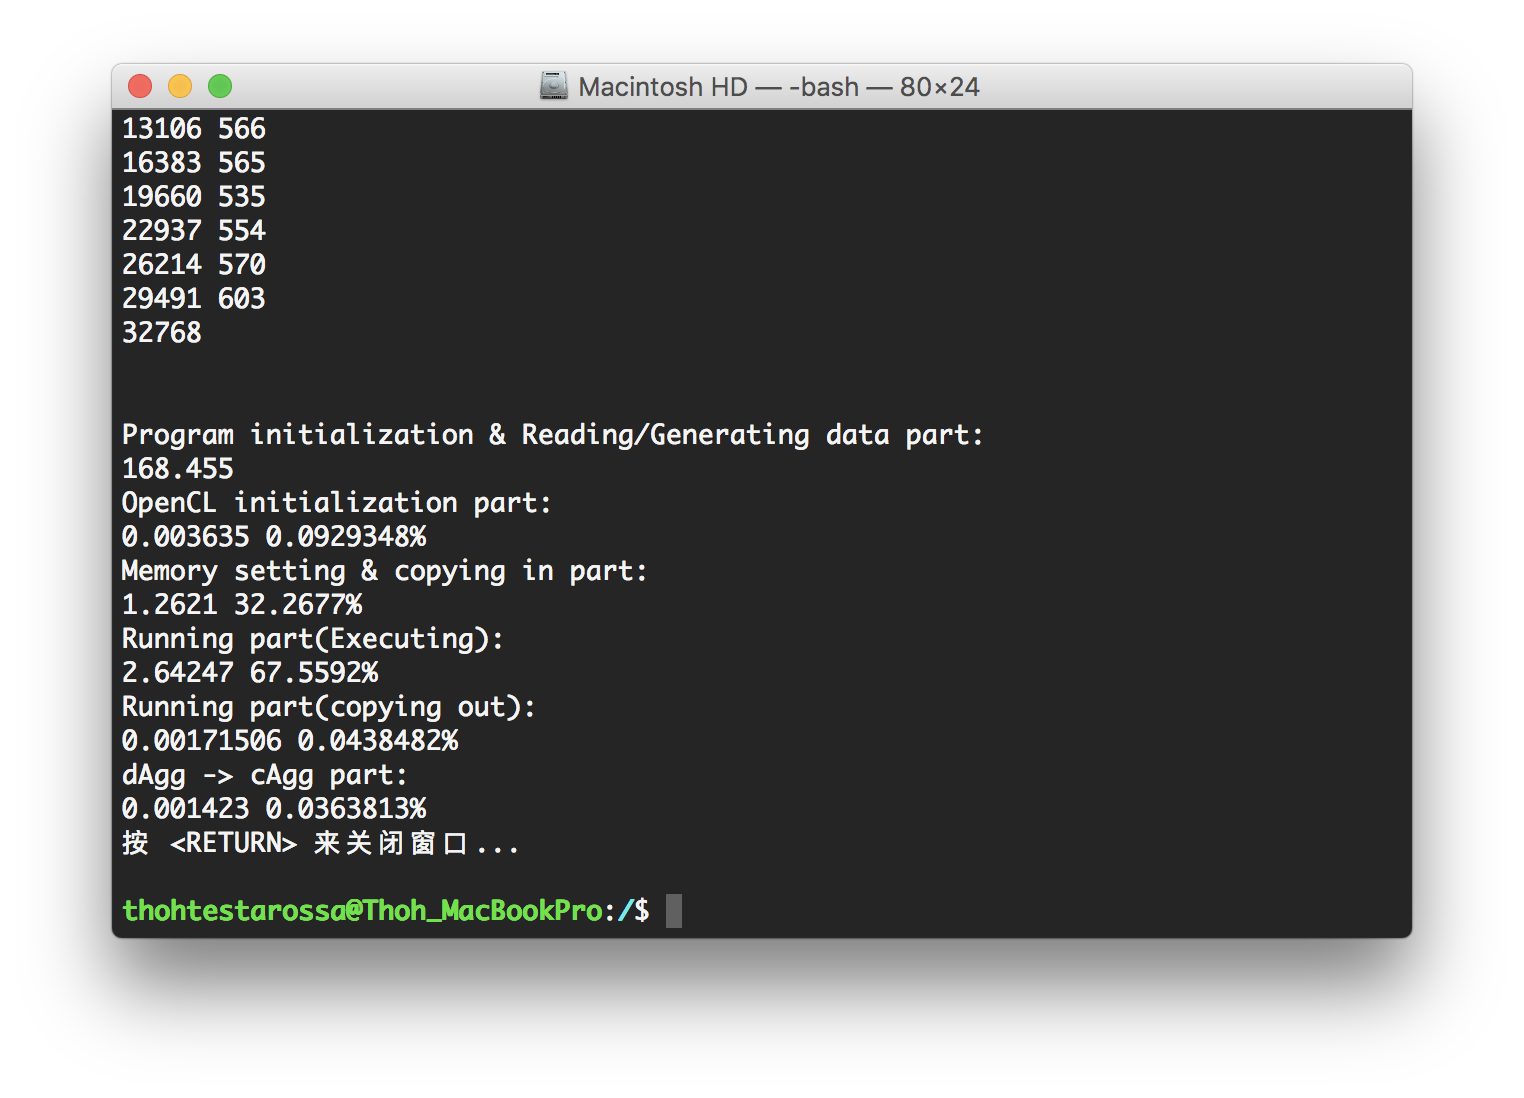 Macintosh HD — -bash — 80×24
13106 566
16383 565
19660 535
22937 554
26214 570
29491 603
32768
Program initialization & Reading/Generating data part:
168.455
OpenCL initialization part:
0.003635 0.0929348%
Memory setting & copying in part:
1.2621 32.2677%
Running part(Executing):
2.64247 67.5592%
Running part(copying out):
0.00171506 0.0438482%
dAgg -> cAgg part:
0.001423 0.0363813%
按 <RETURN> 来关闭窗口...
thohtestarossa@Thoh_MacBookPro:/$